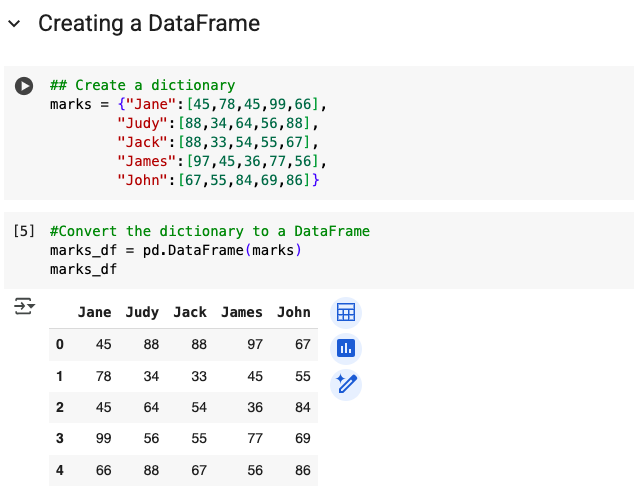 Creating a DataFrame
## Create a dictionary
marks = {"Jane":[45,78,45,99,66],
"Judy":[88,34,64,56,88],
"Jack":[88,33,54,55,67],
"James":[97,45,36,77,56],
"John":[67,55,84,69,86]}
[5] #Convert the dictionary to a DataFrame
marks_df = pd.DataFrame(marks)
marks_df
Jane Judy Jack James John
0 45 88 88 97 67
1 78 34 33 45 55
2 45 64 54 36 84
3 99 56 55 77 69
4 66 88 67 56 86